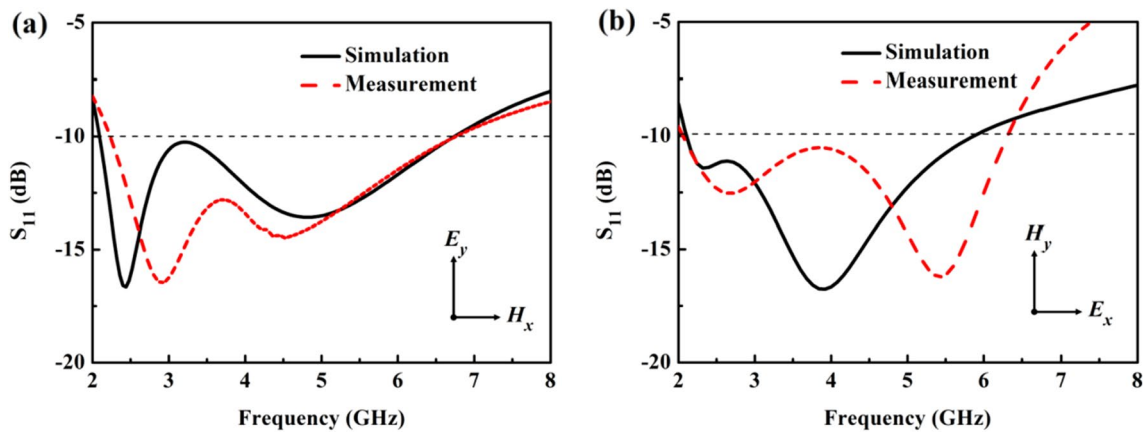 (a)
Simulation
Measurement
S11 (dB)
-5
-10
-15
-20
2 3 4 5 6 7 8
Frequency (GHz)
Ey
Hx
(b)
Simulation
Measurement
S11 (dB)
-5
-10
-15
-20
2 3 4 5 6 7 8
Frequency (GHz)
Hy
Ex